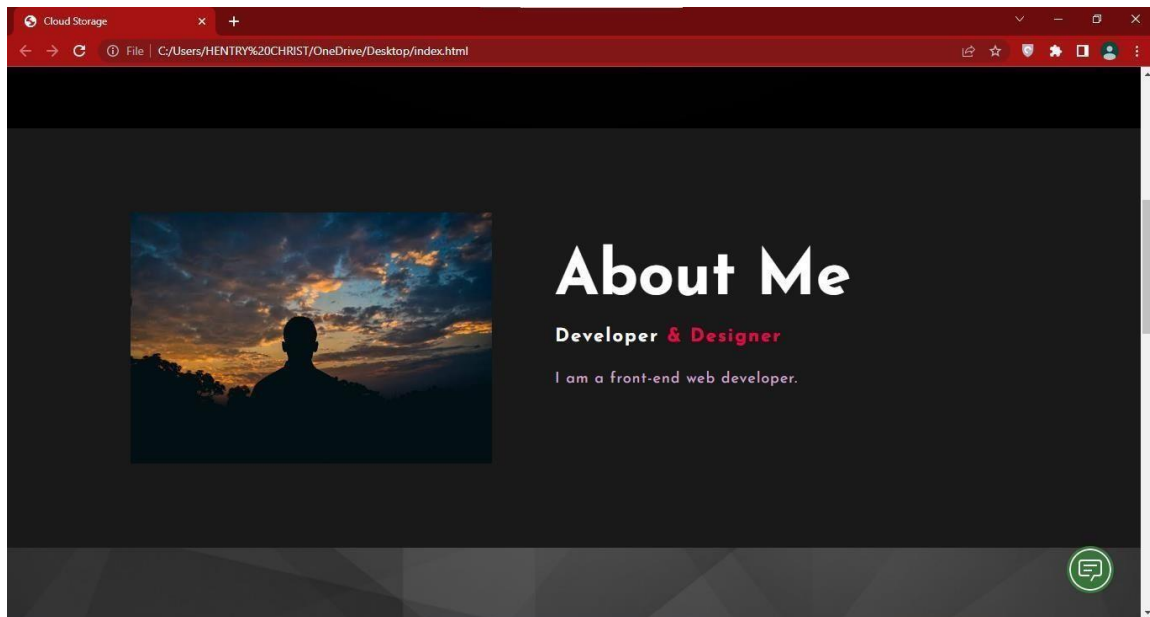 Cloud Storage
File C:/Users/HENTRY%20CHRIST/OneDrive/Desktop/index.html
About Me
Developer & Designer
I am a front-end web developer.